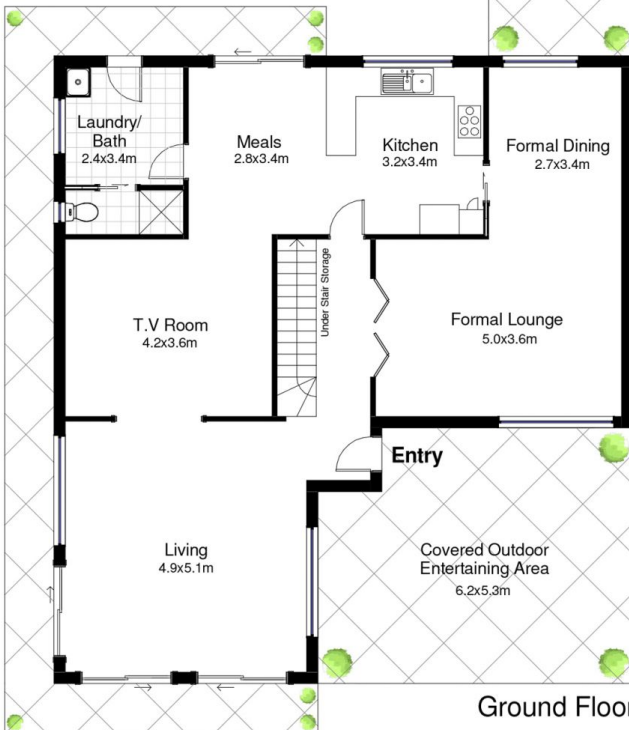 Laundry/
Bath
2.4x3.4m
Meals
2.8x3.4m
Kitchen
3.2x3.4m
Formal Dining
2.7x3.4m
Under Stair Storage
T.V Room
4.2x3.6m
Formal Lounge
5.0x3.6m
Entry
Living
4.9x5.1m
Covered Outdoor
Entertaining Area
6.2x5.3m
Ground Floor